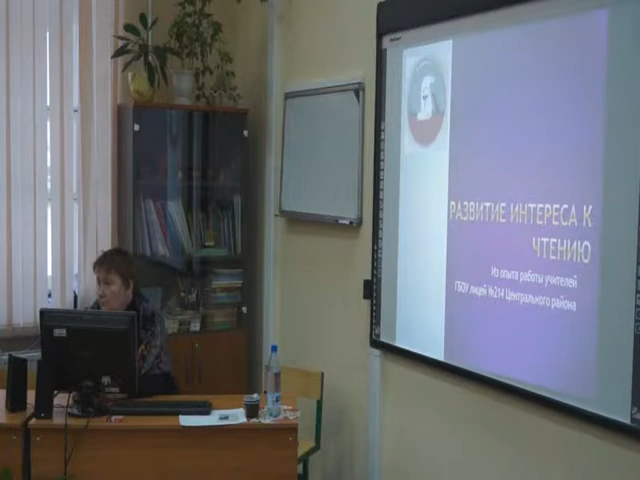 РАЗВИТИЕ ИНТЕРЕСА К
ЧТЕНИЮ
Из опыта работы учителей
ГБОУ лицей №214 Центрального района